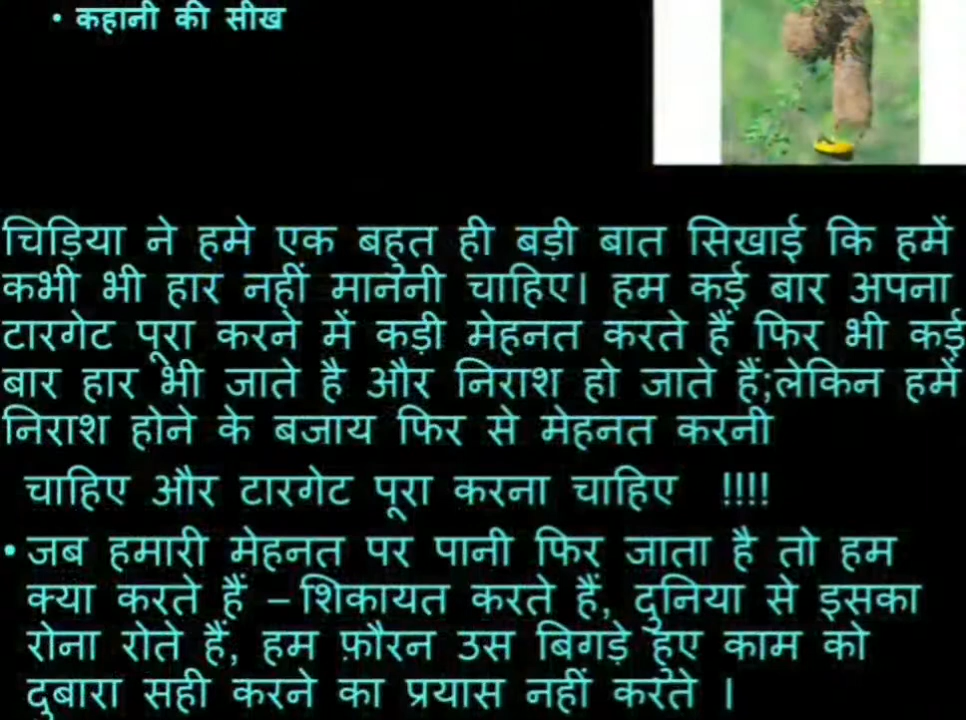 • कहानी की सीख
चिड़िया ने हमे एक बहुत ही बड़ी बात सिखाई कि हमें
कभी भी हार नहीं माननेनी चाहिए। हम कई बार अपना
टारगेट पूरा करने में कड़ी मेहनत करते हैं फिर भी कई
बार हार भी जाते है और निराश हो जाते हैं;लेकिन हमें
निराश होने के बजाय फिर से मेहनत करनी
चाहिए और टारगेट पूरा करना चाहिए !!!!
• जब हमारी मेहनत पर पानी फिर जाता है तो हम
क्या करते हैं – शिकायत करते हैं, दुनिया से इसका
रोना रोते हैं, हम फ़ौरन उस बिगड़े हुए काम को
दुबारा सही करने का प्रयास नहीं करते ।